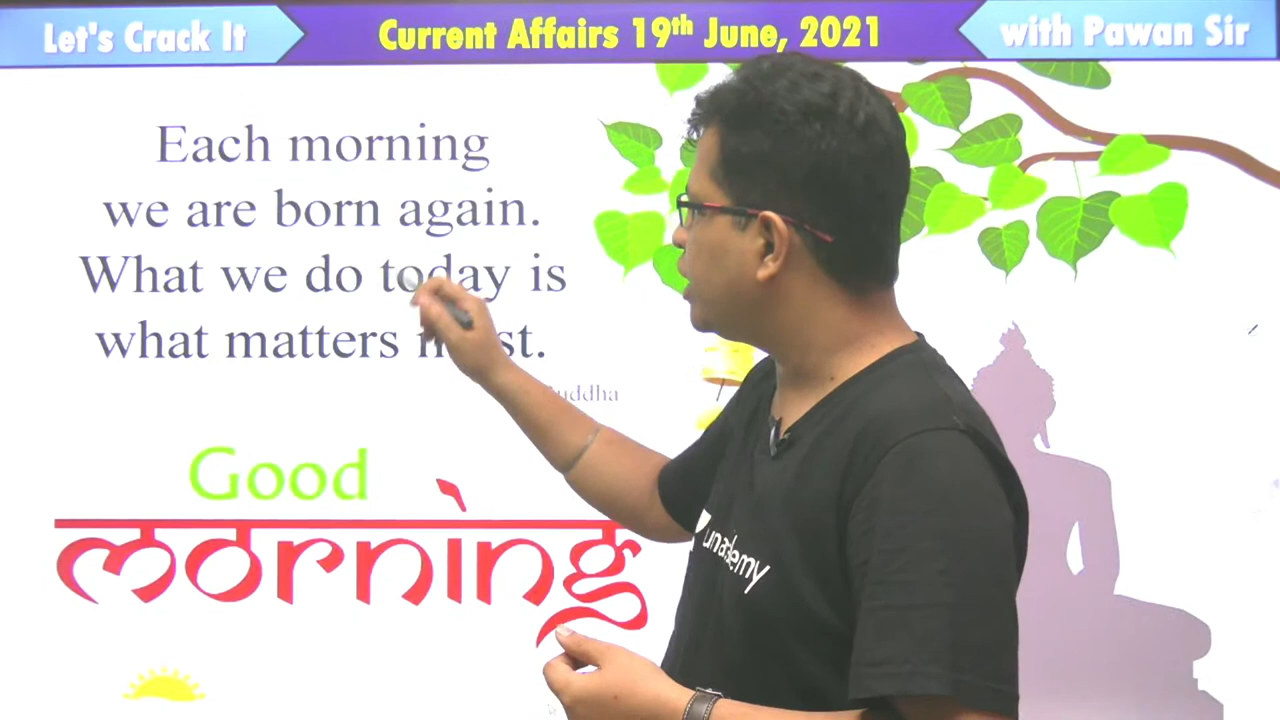 Let's Crack It
Current Affairs 19th June, 2021
with Pawan Sir
Each morning
we are born again.
What we do today is
what matters
Good
morning
unacademy